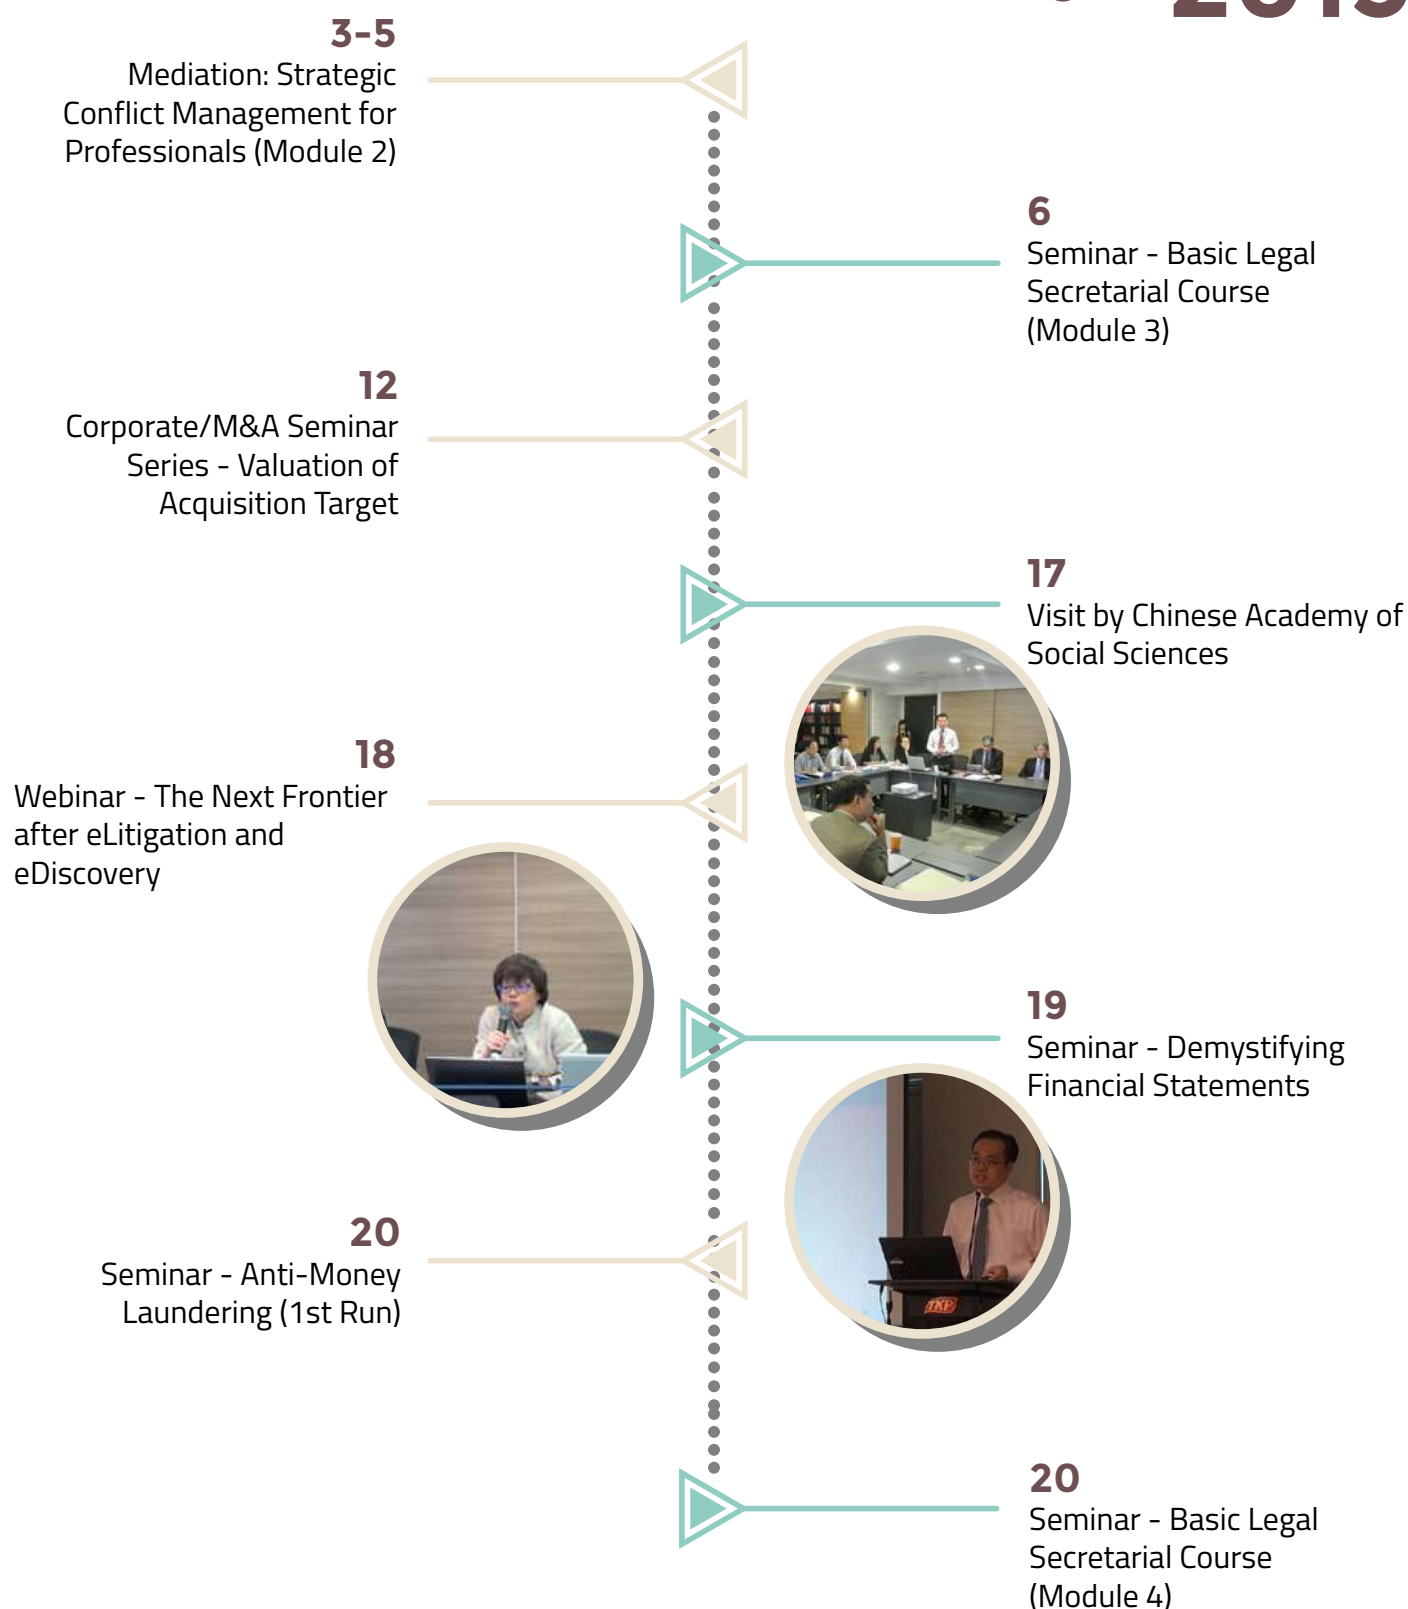 3-5
Mediation: Strategic
Conflict Management for
Professionals (Module 2)
6
Seminar - Basic Legal
Secretarial Course
(Module 3)
12
Corporate/M&A Seminar
Series - Valuation of
Acquisition Target
17
Visit by Chinese Academy of
Social Sciences
18
Webinar - The Next Frontier
after eLitigation and
eDiscovery
19
Seminar - Demystifying
Financial Statements
TKP
20
Seminar - Anti-Money
Laundering (1st Run)
20
Seminar - Basic Legal
Secretarial Course
(Module 4)